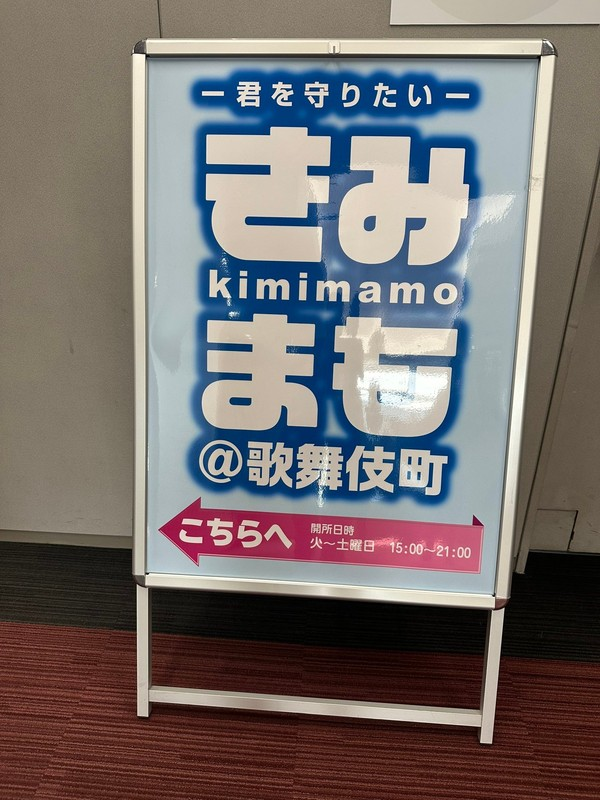 ー君を守りたいー
きみ
kimimamo
まも
@歌舞伎町
こちらへ
開所日時
火～土曜日 15:00～21:00